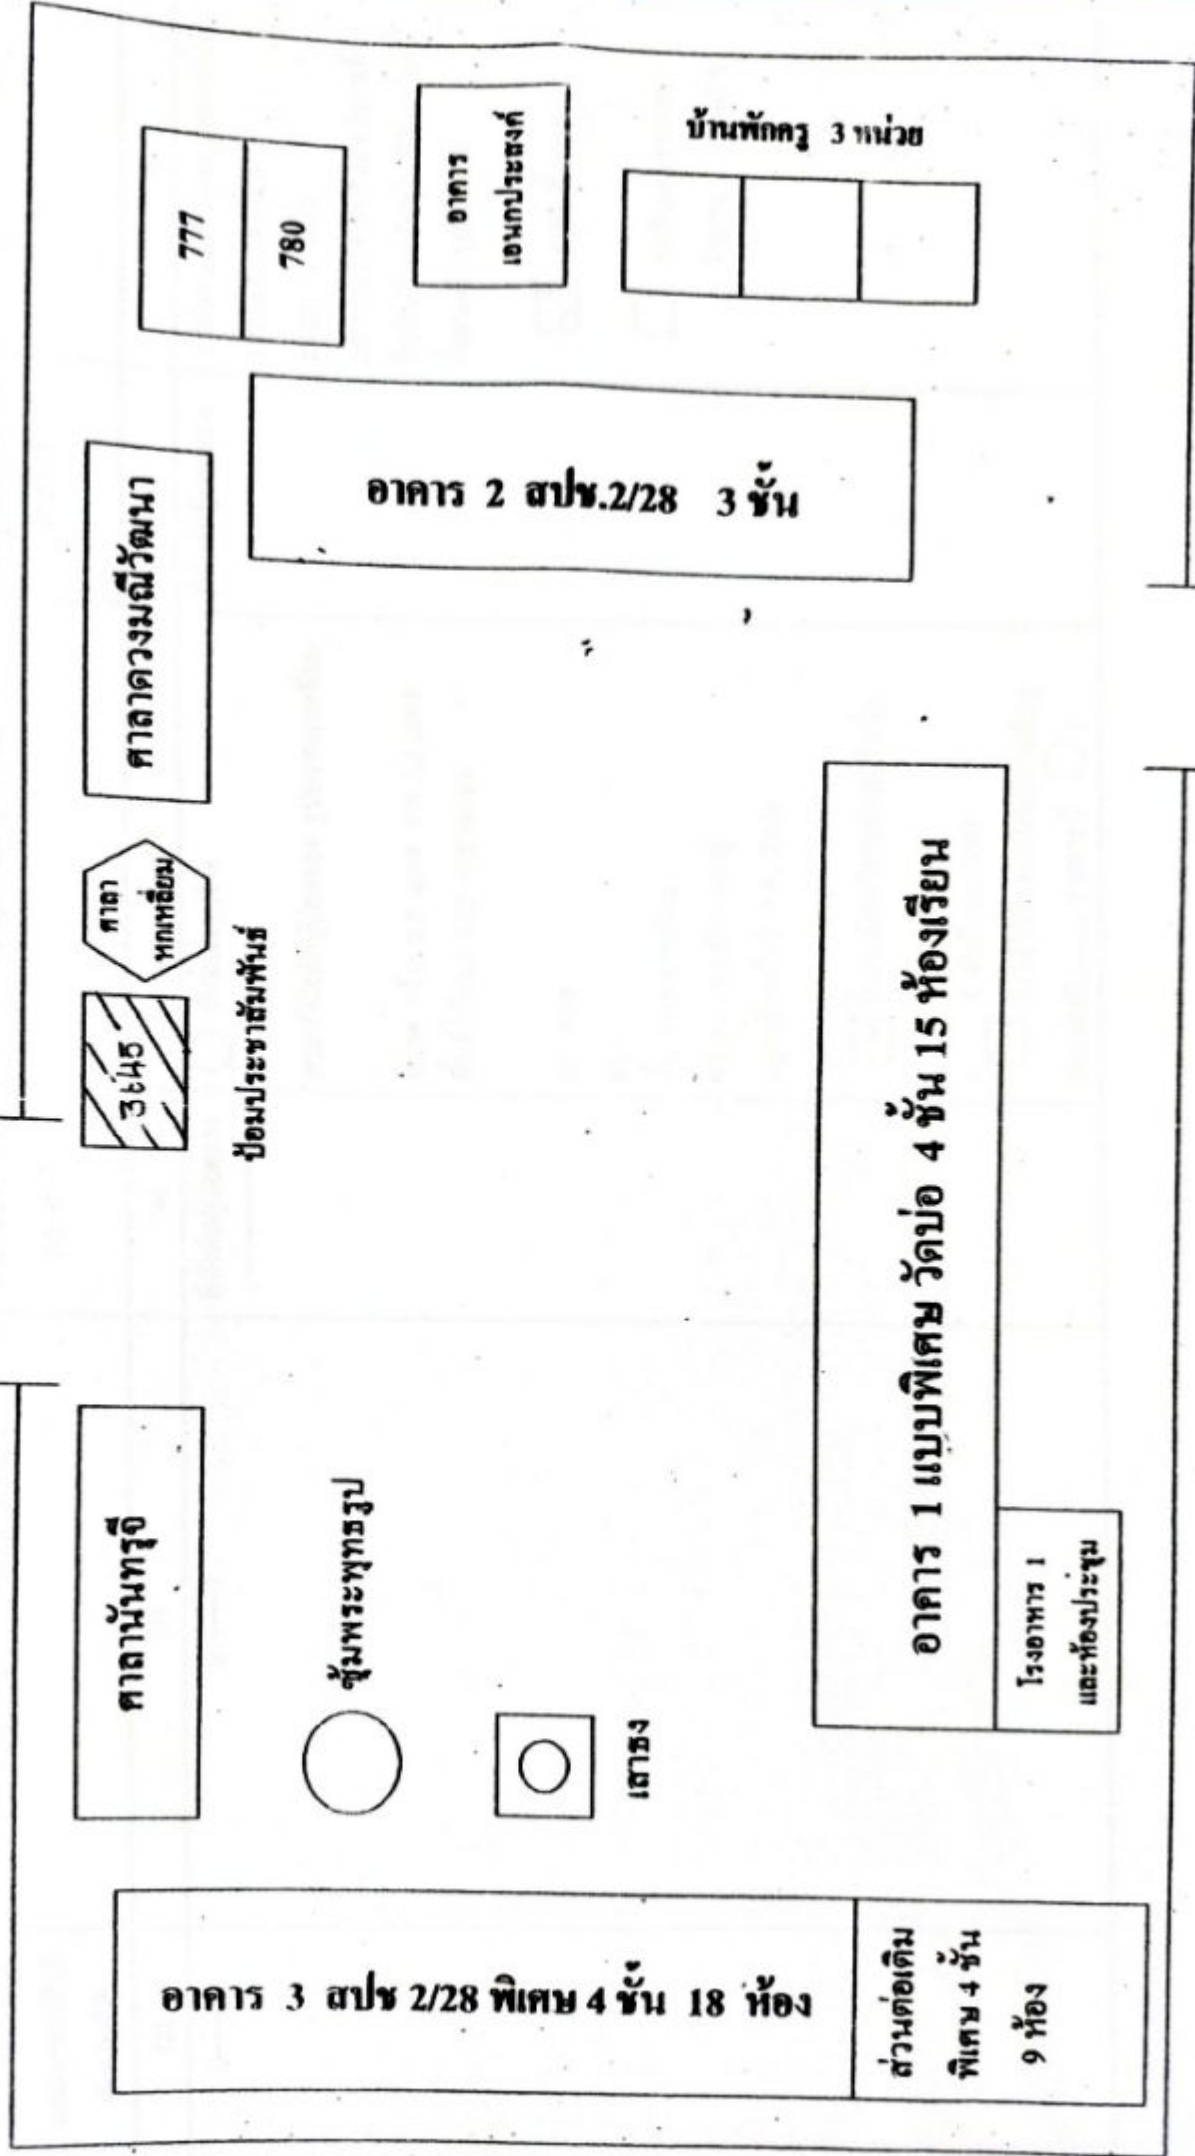 777
780
อาคาร
เอนกประสงค์
บ้านพักครู 3 หน่วย
อาคาร 2 สปช.2/28 3 ชั้น
ศาลาดวงมณีวัฒนา
ศาลา
หกเหลี่ยม
ป้อมประชาสัมพันธ์
อาคาร 1 แบบพิเศษ วัดบ่อ 4 ชั้น 15 ห้องเรียน
โรงอาหาร 1
และห้องประชุม
ศาลานันทรุจิ
ซุ้มพระพุทธรูป
เสาธง
อาคาร 3 สปช 2/28 พิเศษ 4 ชั้น 18 ห้อง
ส่วนต่อเติม
พิเศษ 4 ชั้น
9 ห้อง